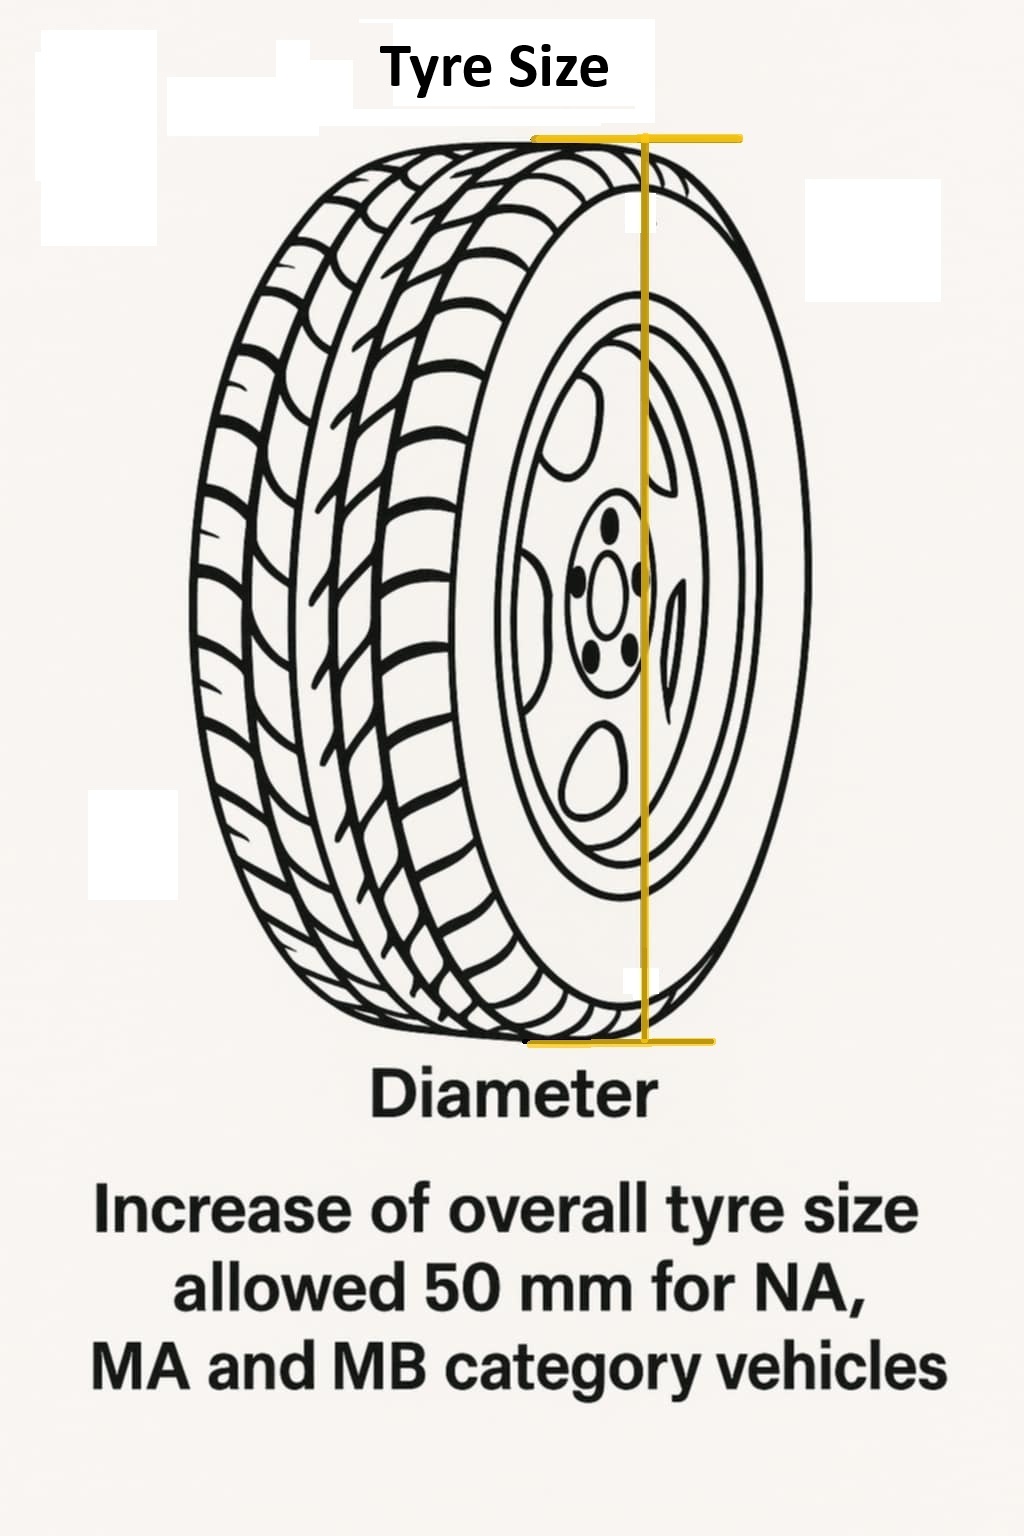 Tyre Size
Diameter
Increase of overall tyre size
allowed 50 mm for NA,
MA and MB category vehicles